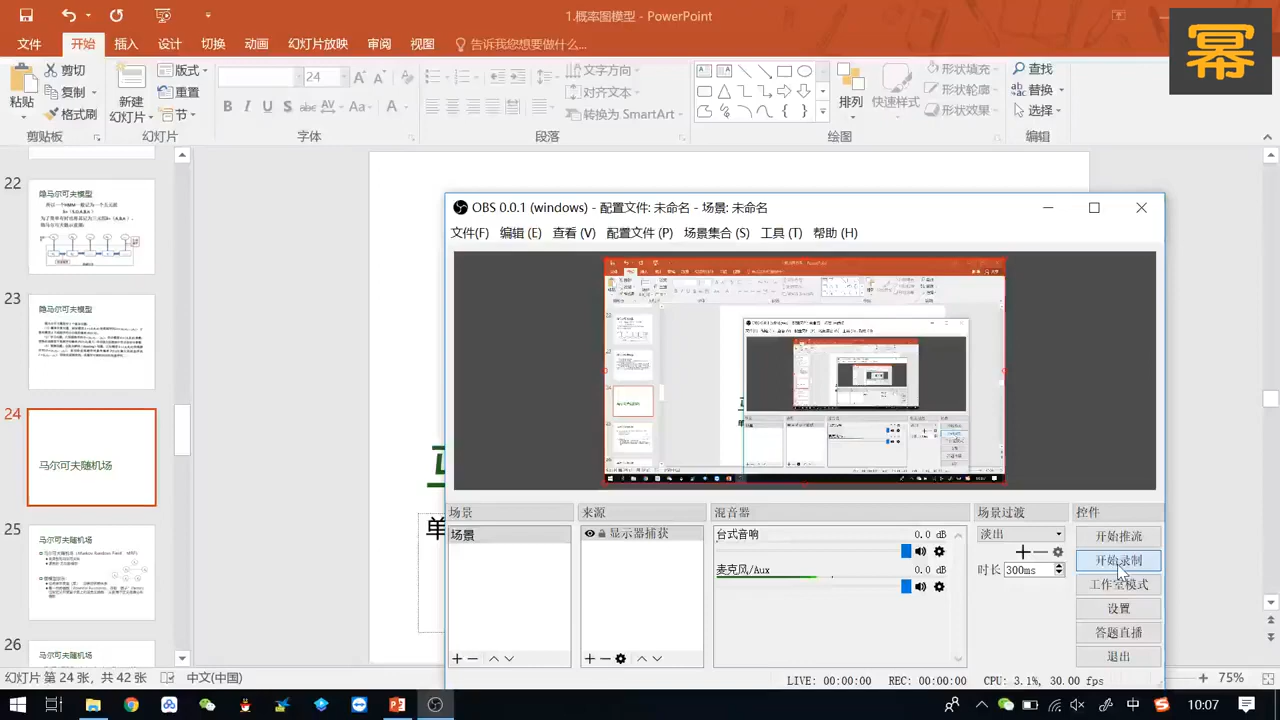 1.概率图模型 - PowerPoint
幂
文件 开始 插入 设计 切换 动画 幻灯片放映 审阅 视图 告诉我您想要做什么...
粘贴 剪切 复制 格式刷 新建幻灯片 版式 重置 节 24
B I U S abc AV Aa A
文字方向 对齐文本 转换为 SmartArt
排列 快速样式 形状填充 形状轮廓 形状效果
查找 替换 选择
剪贴板 幻灯片 字体 段落 绘图 编辑
22
隐马尔可夫模型
23
隐马尔可夫模型
24
马尔可夫随机场
25
马尔可夫随机场
26
马尔可夫随机场
单
OBS 0.0.1 (windows) - 配置文件: 未命名 - 场景: 未命名
文件(F) 编辑 (E) 查看 (V) 配置文件 (P) 场景集合 (S) 工具 (T) 帮助 (H)
场景 来源 混音器 场景过渡 控件
场景
显示器捕获
台式音响 0.0 dB
麦克风/Aux 0.0 dB
淡出
时长 300ms
开始推流
开始录制
工作室模式
设置
答题直播
退出
LIVE: 00:00:00 REC: 00:00:00 CPU: 3.1%, 30.00 fps
幻灯片 第 24 张，共 42 张 中文(中国) 75%
中 10:07